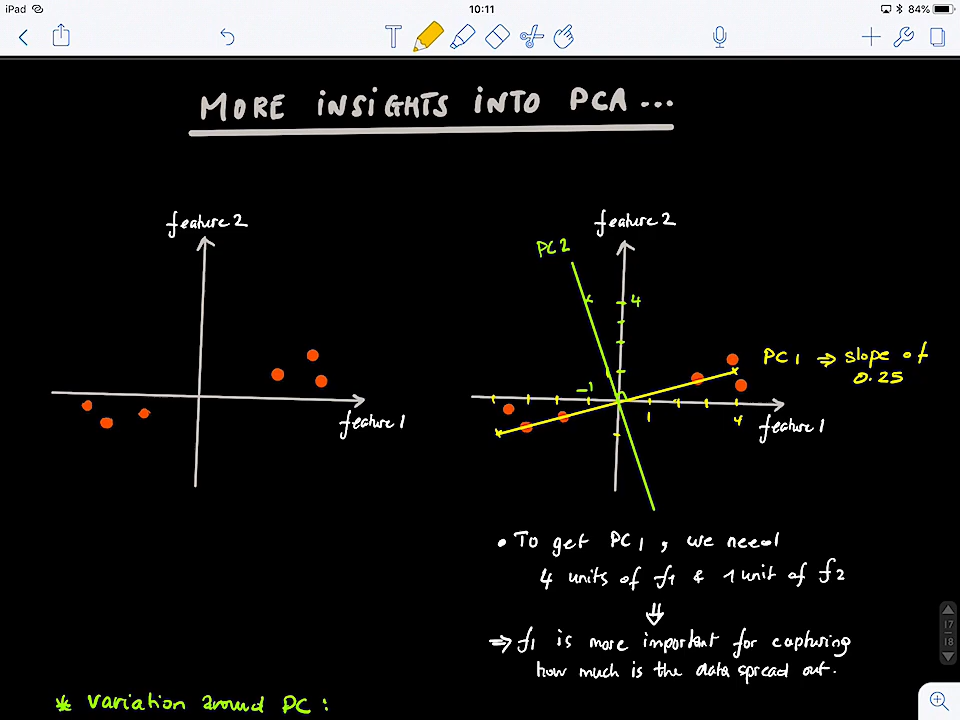 iPad
10:11
84%
MORE INSIGHTS INTO PCA...
feature 2
feature 1
feature 2
PC2
4
-1
1
4
feature 1
PC1 ⇒ slope of
0.25
• To get PC1, we need
4 units of f1 & 1 unit of f2
⇓
⇒ f1 is more important for capturing
how much is the data spread out.
* variation around PC:
17
18